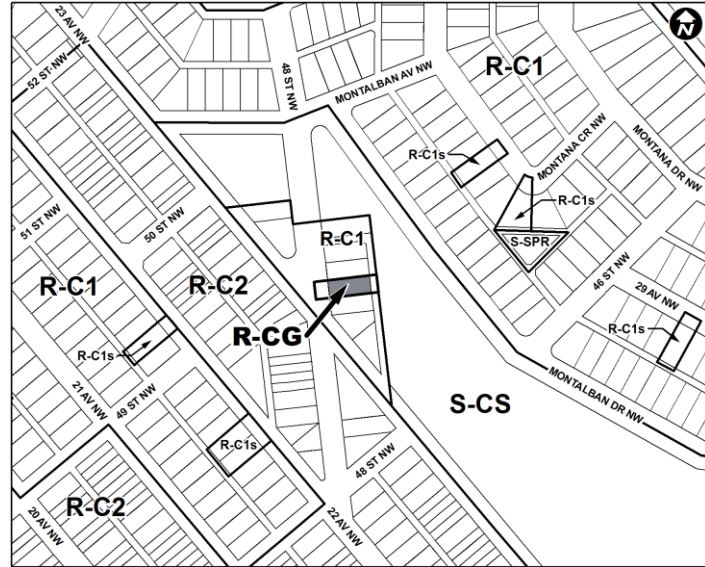 23 AV NW
N
52 ST NW
48 ST NW
MONTALBAN AV NW
R-C1
R-C1s
MONTANA CR NW
MONTANA DR NW
R-C1s
S-SPR
51 ST NW
50 ST NW
R-C1
46 ST NW
R-C1
R-C2
29 AV NW
R-CG
R-C1s
R-C1s
21 AV NW
49 ST NW
S-CS
MONTALBAN DR NW
R-C1s
48 ST NW
R-C2
20 AV NW
22 AV NW